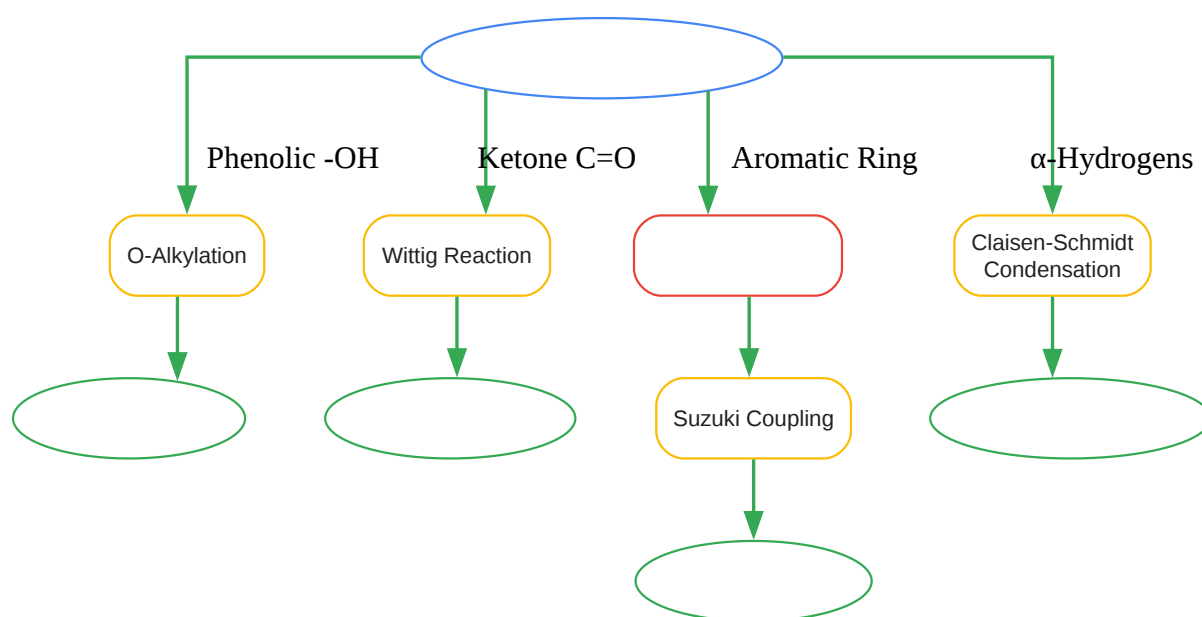 Phenolic -OH
Ketone C=O
Aromatic Ring
α-Hydrogens
O-Alkylation
Wittig Reaction
Claisen-Schmidt
Condensation
Suzuki Coupling